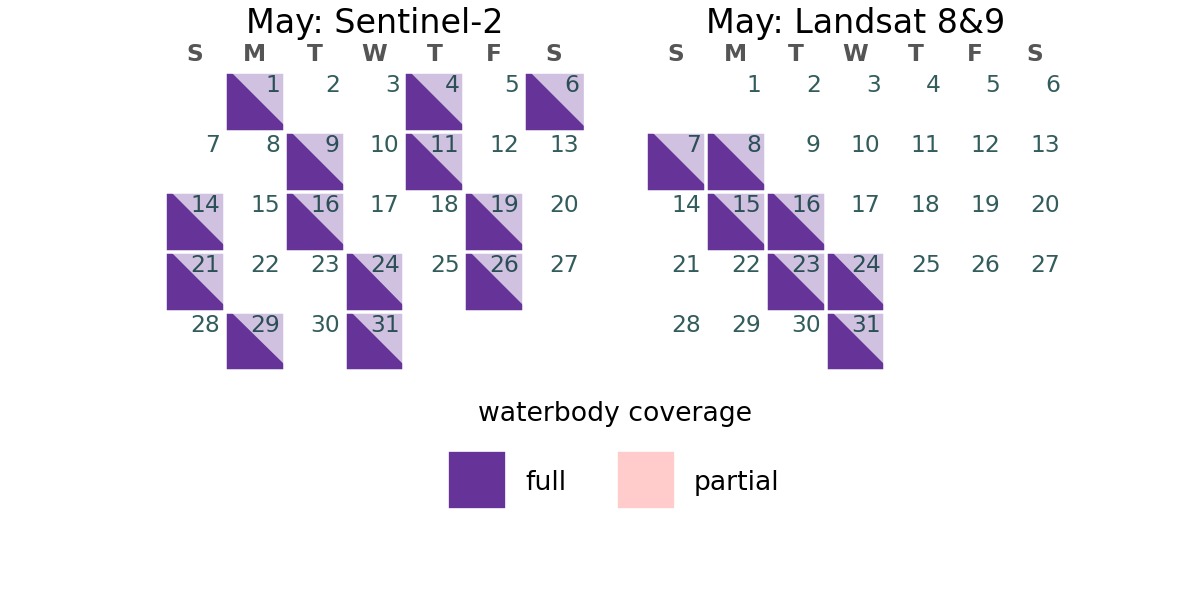 May: Sentinel-2
S M T W T F S
1 2 3 4 5 6
7 8 9 10 11 12 13
14 15 16 17 18 19 20
21 22 23 24 25 26 27
28 29 30 31
May: Landsat 8&9
S M T W T F S
1 2 3 4 5 6
7 8 9 10 11 12 13
14 15 16 17 18 19 20
21 22 23 24 25 26 27
28 29 30 31
waterbody coverage
full partial